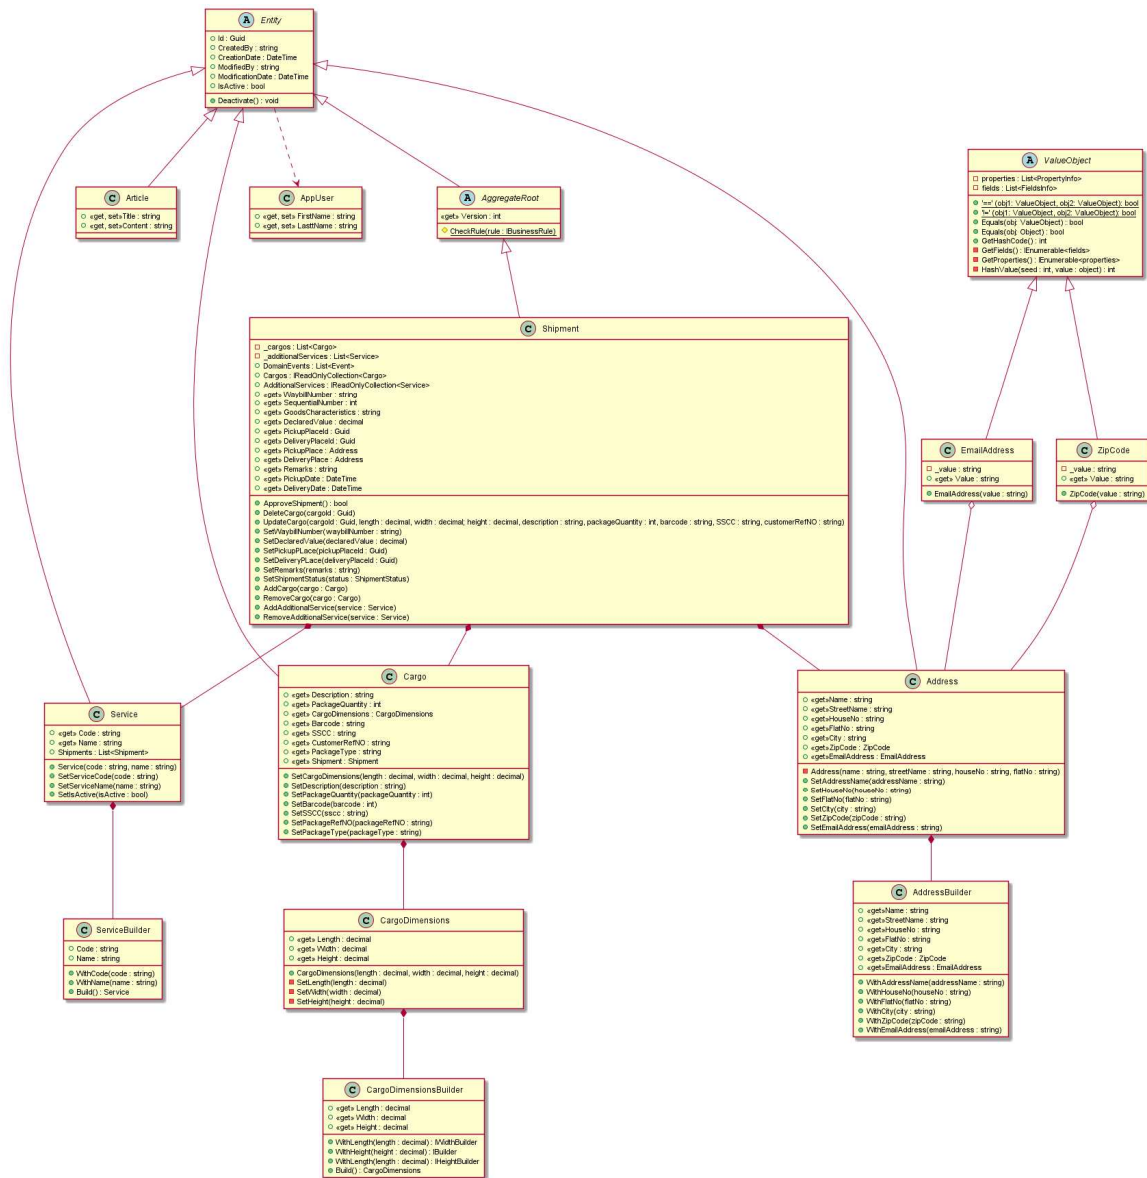 A Entity
Id : Guid
CreatedBy : string
CreationDate : DateTime
ModifiedBy : string
ModificationDate : DateTime
IsActive : bool
Deactivate() : void
C Article
«get, set»Title : string
«get, set»Content : string
C AppUser
«get, set» FirstName : string
«get, set» LasttName : string
A AggregateRoot
«get» Version : int
CheckRule(rule : IBusinessRule)
A ValueObject
properties : List<PropertyInfo>
fields : List<FieldsInfo>
'==' (obj1: ValueObject, obj2: ValueObject): bool
'!=' (obj1: ValueObject, obj2: ValueObject): bool
Equals(obj: ValueObject) : bool
Equals(obj: Object) : bool
GetHashCode() : int
GetFields() : IEnumerable<fields>
GetProperties() : IEnumerable<properties>
HashValue(seed : int, value : object) : int
C Shipment
_cargos : List<Cargo>
_additionalServices : List<Service>
DomainEvents : List<Event>
Cargos : IReadOnlyCollection<Cargo>
AdditionalServices : IReadOnlyCollection<Service>
«get» WaybillNumber : string
«get» SequentialNumber : int
«get» GoodsCharacteristics : string
«get» DeclaredValue : decimal
«get» PickupPlaceId : Guid
«get» DeliveryPlaceId : Guid
«get» PickupPlace : Address
«get» DeliveryPlace : Address
«get» Remarks : string
«get» PickupDate : DateTime
«get» DeliveryDate : DateTime
ApproveShipment() : bool
DeleteCargo(cargoId : Guid)
UpdateCargo(cargoId : Guid, length : decimal, width : decimal; height : decimal, description : string, packageQuantity : int, barcode : string, SSCC : string, customerRefNO : string)
SetWaybillNumber(waybillNumber : string)
SetDeclaredValue(declaredValue : decimal)
SetPickupPLace(pickupPlaceId : Guid)
SetDeliveryPLace(deliveryPlaceId : Guid)
SetRemarks(remarks : string)
SetShipmentStatus(status : ShipmentStatus)
AddCargo(cargo : Cargo)
RemoveCargo(cargo : Cargo)
AddAdditionalService(service : Service)
RemoveAdditionalService(service : Service)
C EmailAddress
_value : string
«get» Value : string
EmailAddress(value : string)
C ZipCode
_value : string
«get» Value : string
ZipCode(value : string)
C Service
«get» Code : string
«get» Name : string
Shipments : List<Shipment>
Service(code : string, name : string)
SetServiceCode(code : string)
SetServiceName(name : string)
SetIsActive(isActive : bool)
C Cargo
«get» Description : string
«get» PackageQuantity : int
«get» CargoDimensions : CargoDimensions
«get» Barcode : string
«get» SSCC : string
«get» CustomerRefNO : string
«get» PackageType : string
«get» Shipment : Shipment
SetCargoDimensions(length : decimal, width : decimal, height : decimal)
SetDescription(description : string)
SetPackageQuantity(packageQuantity : int)
SetBarcode(barcode : int)
SetSSCC(sscc : string)
SetPackageRefNO(packageRefNO : string)
SetPackageType(packageType : string)
C Address
«get»Name : string
«get»StreetName : string
«get»HouseNo : string
«get»FlatNo : string
«get»City : string
«get»ZipCode : ZipCode
«get»EmailAddress : EmailAddress
Address(name : string, streetName : string, houseNo : string, flatNo : string)
SetAddressName(addressName : string)
SetHouseNo(houseNo : string)
SetFlatNo(flatNo : string)
SetCity(city : string)
SetZipCode(zipCode : string)
SetEmailAddress(emailAddress : string)
C ServiceBuilder
Code : string
Name : string
WithCode(code : string)
WithName(name : string)
Build() : Service
C CargoDimensions
«get» Length : decimal
«get» Width : decimal
«get» Height : decimal
CargoDimensions(length : decimal, width : decimal, height : decimal)
SetLength(length : decimal)
SetWidth(width : decimal)
SetHeight(height : decimal)
C AddressBuilder
«get»Name : string
«get»StreetName : string
«get»HouseNo : string
«get»FlatNo : string
«get»City : string
«get»ZipCode : ZipCode
«get»EmailAddress : EmailAddress
WithAddressName(addressName : string)
WithHouseNo(houseNo : string)
WithFlatNo(flatNo : string)
WithCity(city : string)
WithZipCode(zipCode : string)
WithEmailAddress(emailAddress : string)
C CargoDimensionsBuilder
«get» Length : decimal
«get» Width : decimal
«get» Height : decimal
WithLength(length : decimal) : IWidthBuilder
WithHeight(height : decimal) : IBuilder
WithLength(length : decimal) : IHeightBuilder
Build() : CargoDimensions